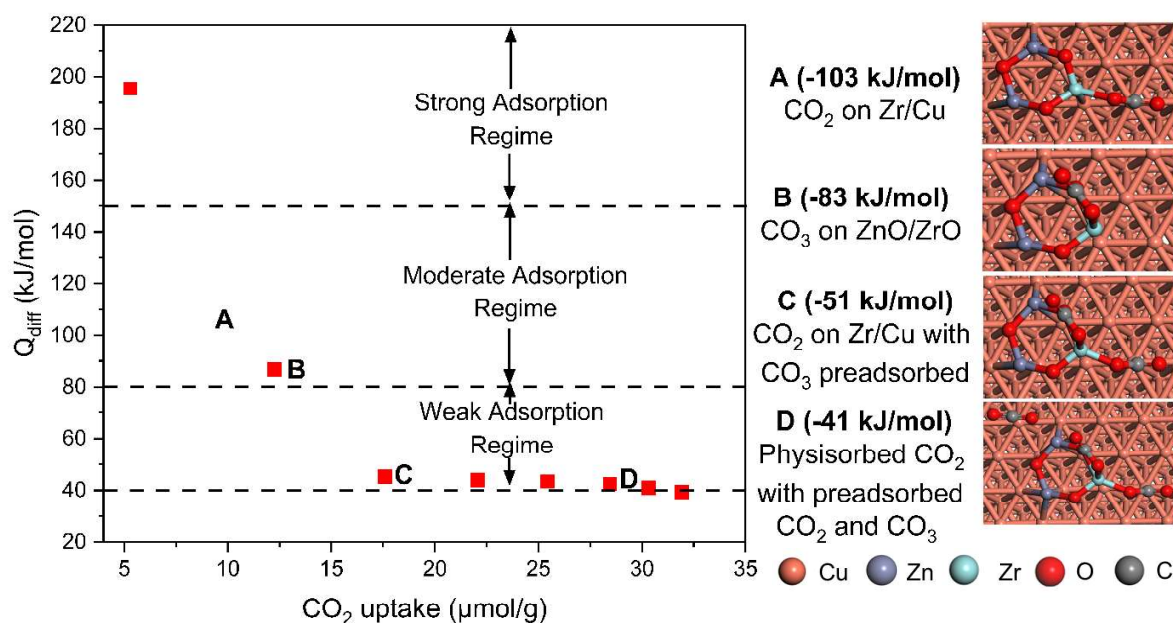 220
200
180
160
140
120
100
80
60
40
20
Q_diff (kJ/mol)
5
10
15
20
25
30
35
CO₂ uptake (μmol/g)
Strong Adsorption
Regime
Moderate Adsorption
Regime
Weak Adsorption
Regime
A
B
C
D
A (-103 kJ/mol)
CO₂ on Zr/Cu
B (-83 kJ/mol)
CO₃ on ZnO/ZrO
C (-51 kJ/mol)
CO₂ on Zr/Cu with
CO₃ preadsorbed
D (-41 kJ/mol)
Physisorbed CO₂
with preadsorbed
CO₂ and CO₃
Cu Zn Zr O C